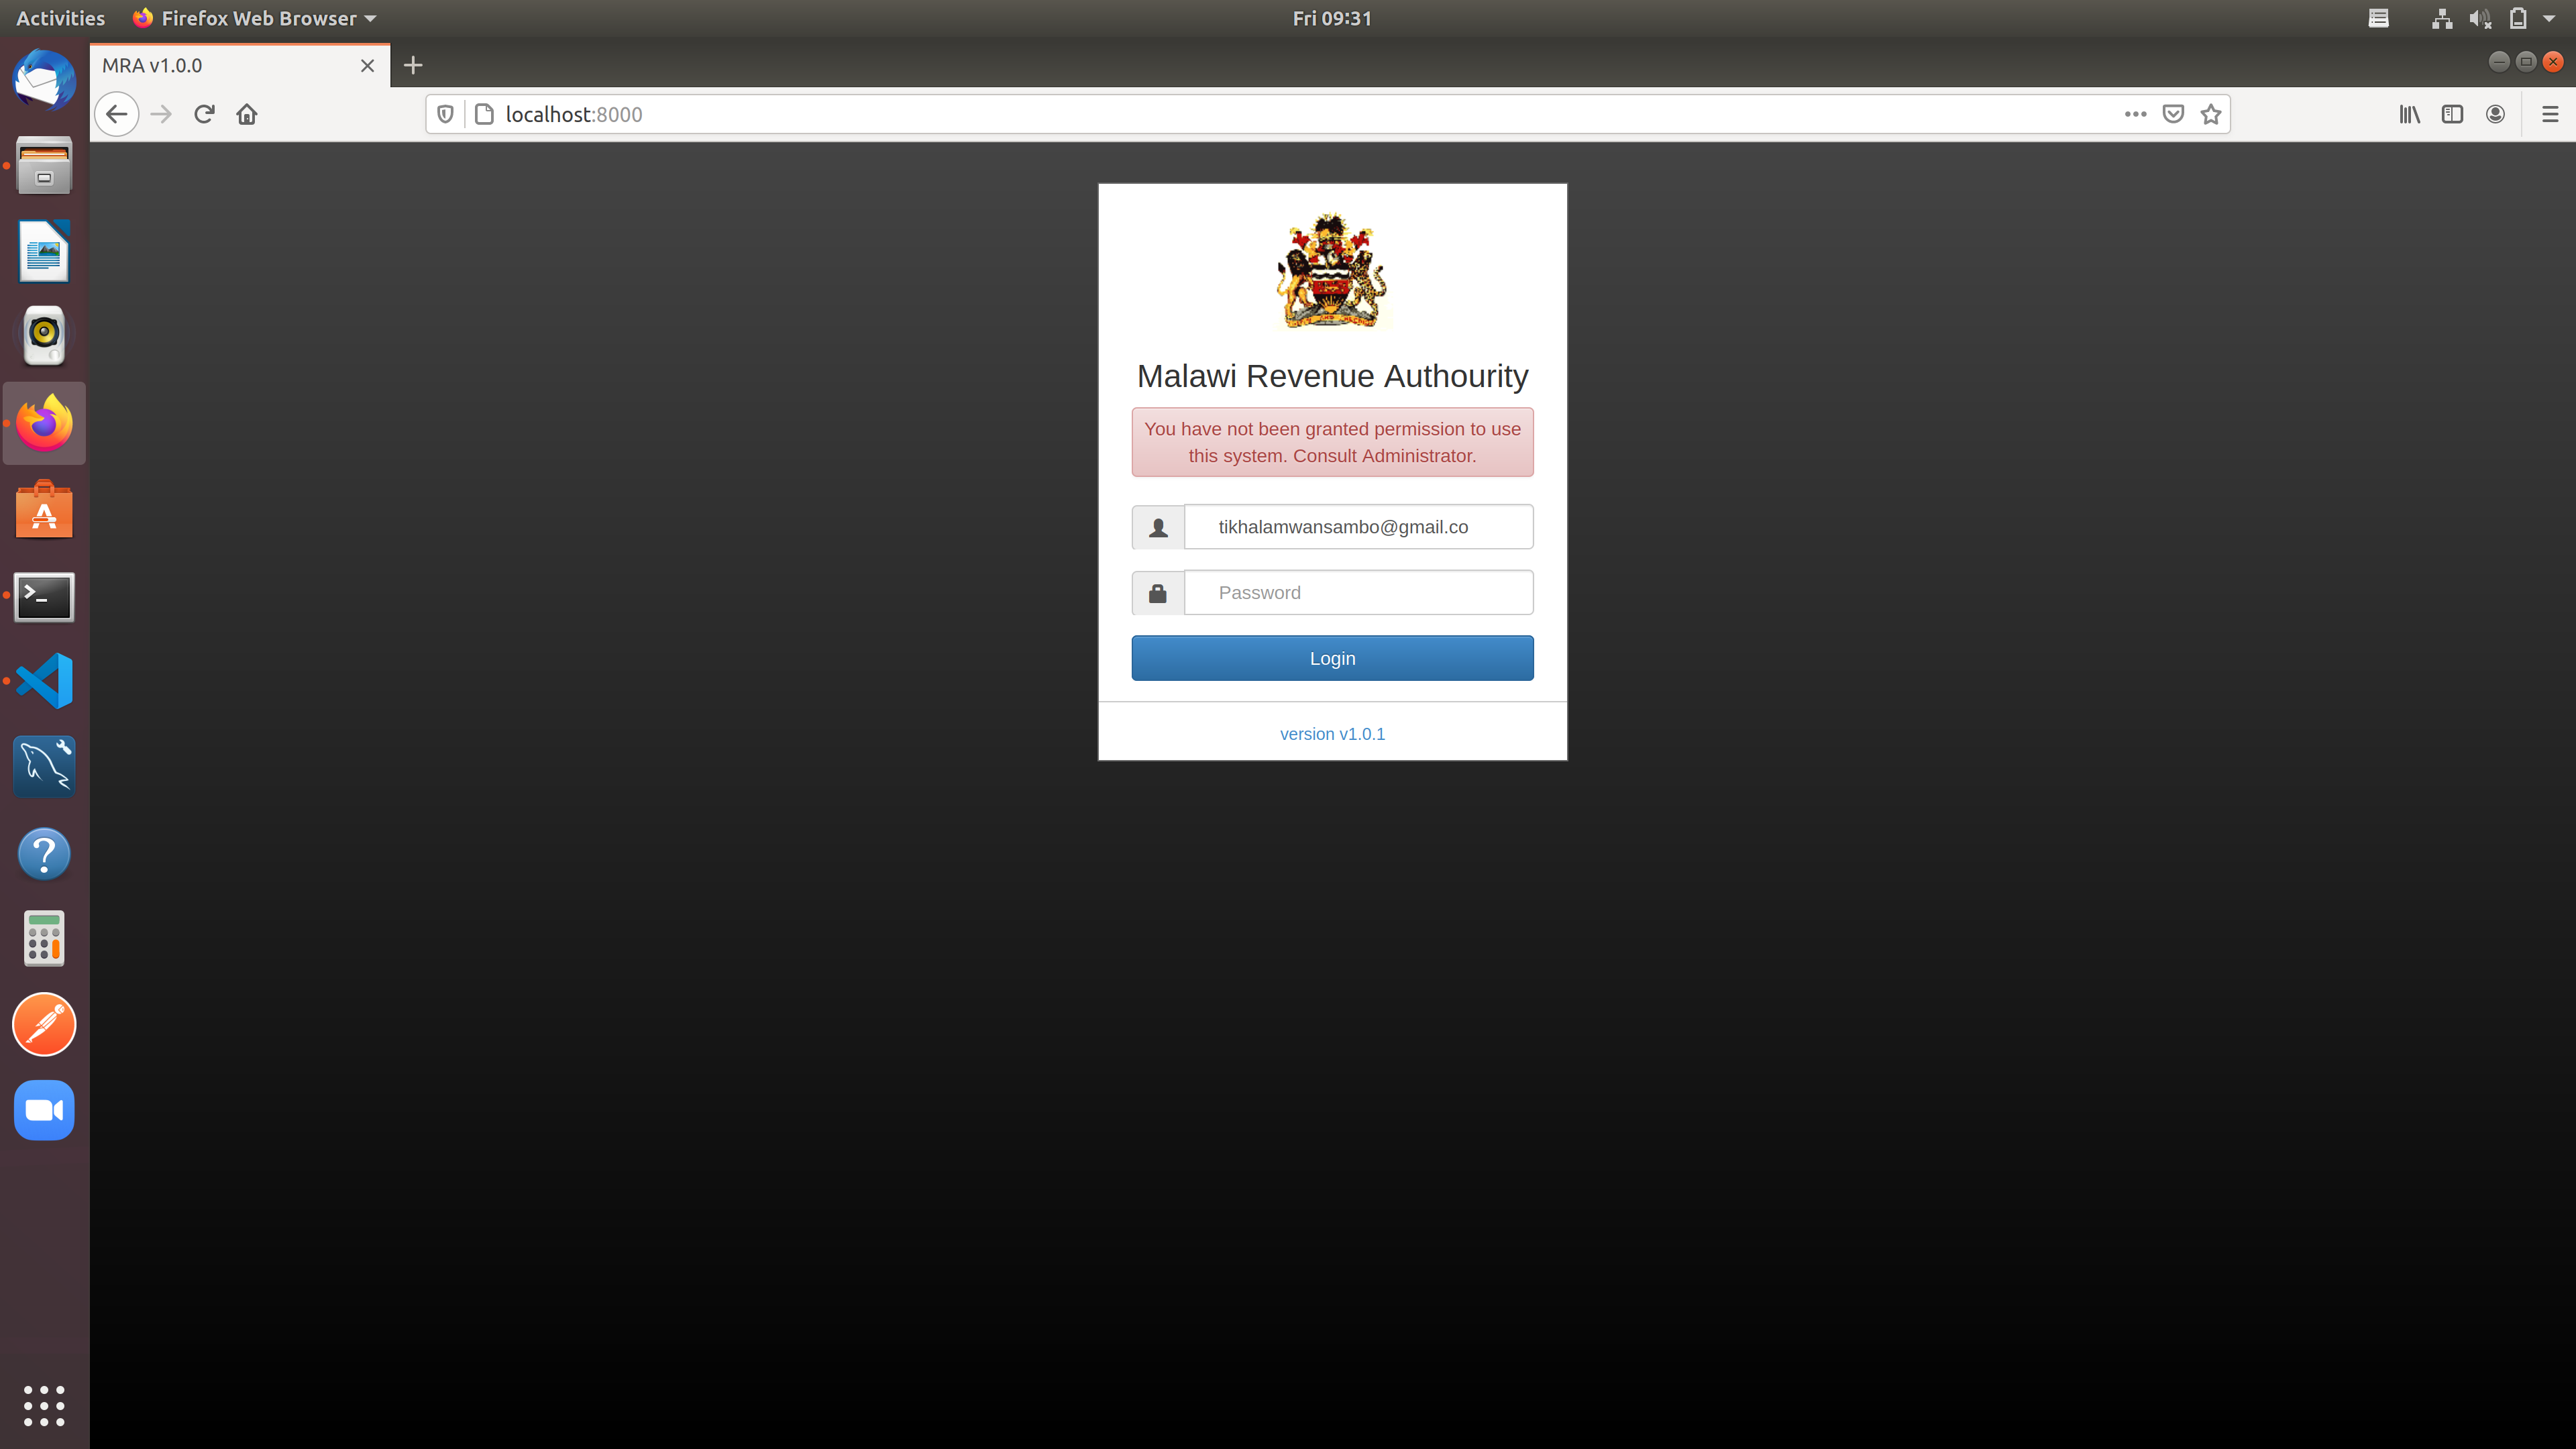 Activities
Firefox Web Browser
Fri 09:31
MRA v1.0.0
localhost:8000
Malawi Revenue Authourity
You have not been granted permission to use
this system. Consult Administrator.
tikhalamwansambo@gmail.co
Password
Login
version v1.0.1